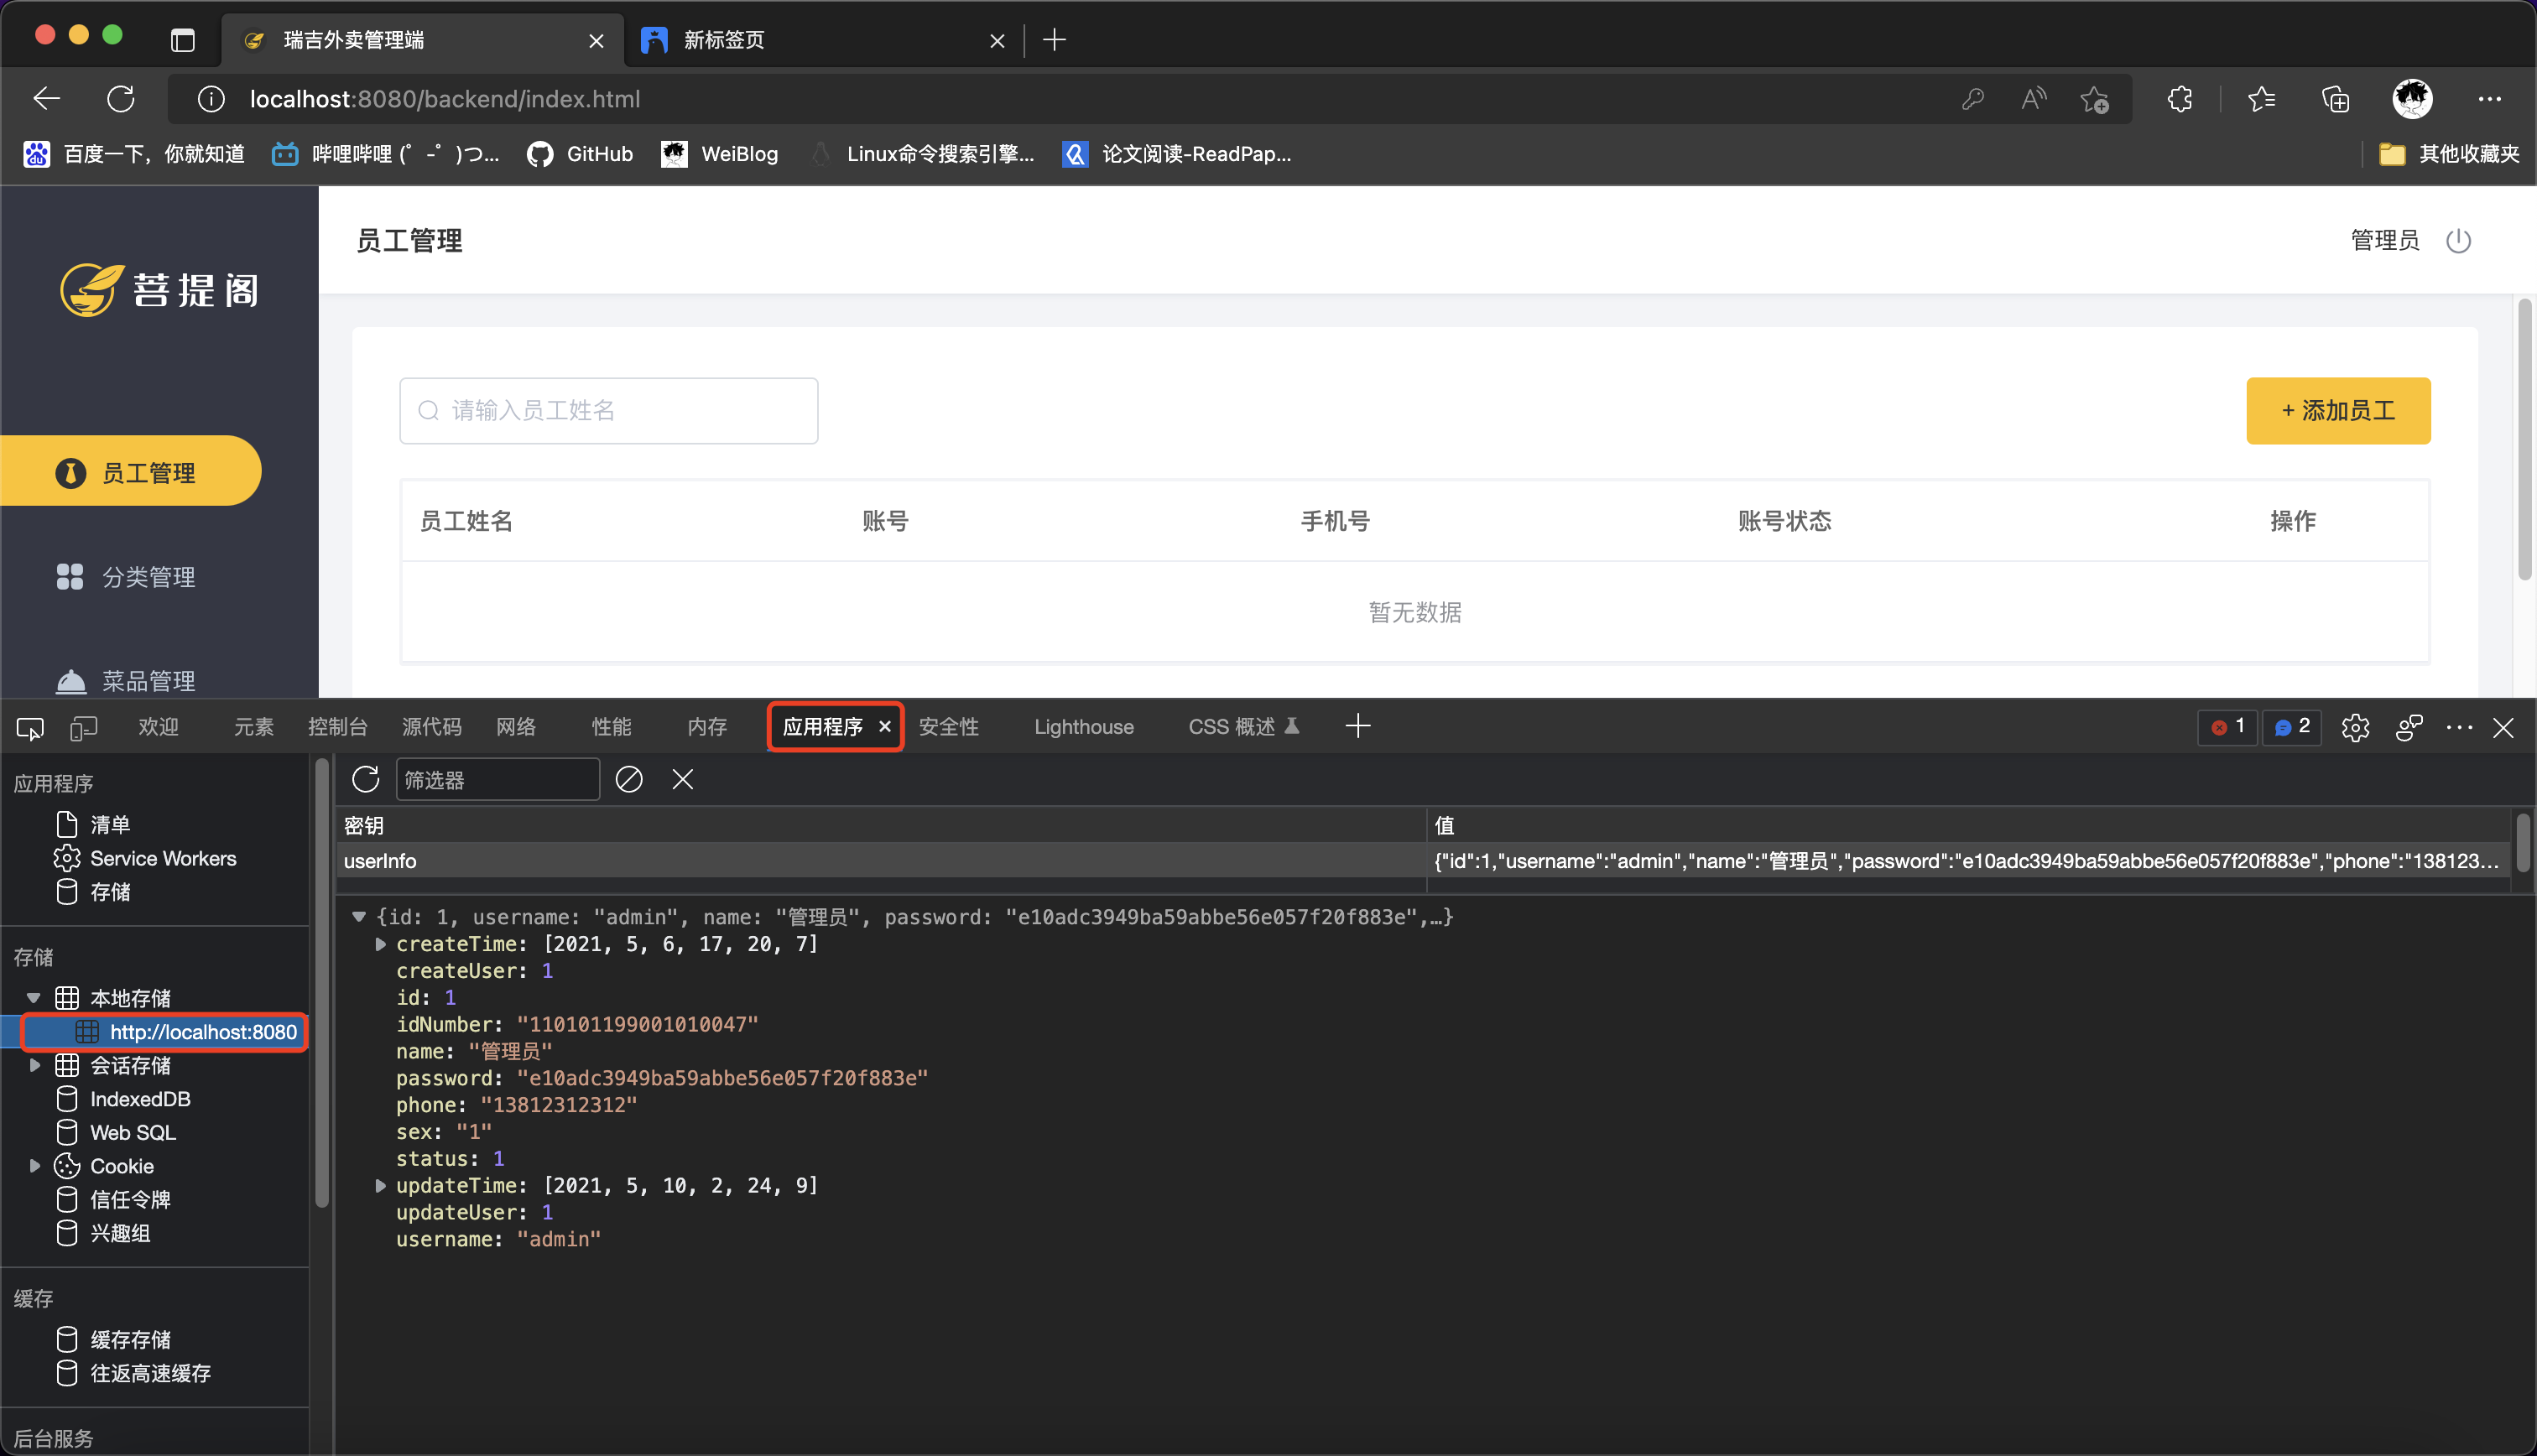 瑞吉外卖管理端
新标签页
localhost:8080/backend/index.html
百度一下，你就知道
哔哩哔哩 (゜-゜)つ...
GitHub
WeiBlog
Linux命令搜索引擎...
论文阅读-ReadPap...
其他收藏夹
菩提阁
员工管理
管理员
请输入员工姓名
+ 添加员工
员工管理
分类管理
菜品管理
员工姓名 账号 手机号 账号状态 操作
暂无数据
欢迎 元素 控制台 源代码 网络 性能 内存 应用程序 安全性 Lighthouse CSS 概述 1 2
应用程序
清单
Service Workers
存储
存储
本地存储
http://localhost:8080
会话存储
IndexedDB
Web SQL
Cookie
信任令牌
兴趣组
缓存
缓存存储
往返高速缓存
后台服务
筛选器
密钥 值
userInfo {"id":1,"username":"admin","name":"管理员","password":"e10adc3949ba59abbe56e057f20f883e","phone":"138123...
{id: 1, username: "admin", name: "管理员", password: "e10adc3949ba59abbe56e057f20f883e",…}
createTime: [2021, 5, 6, 17, 20, 7]
createUser: 1
id: 1
idNumber: "110101199001010047"
name: "管理员"
password: "e10adc3949ba59abbe56e057f20f883e"
phone: "13812312312"
sex: "1"
status: 1
updateTime: [2021, 5, 10, 2, 24, 9]
updateUser: 1
username: "admin"